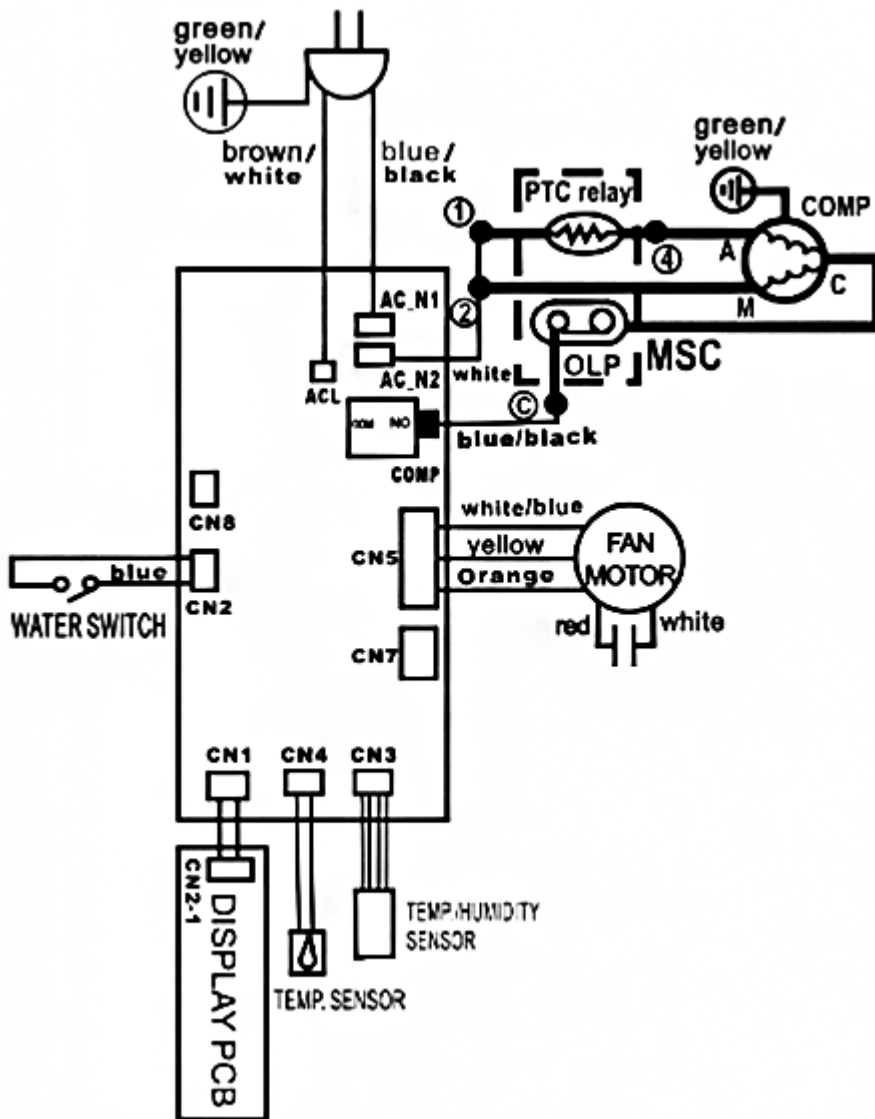 green/
yellow
brown/
white
blue/
black
green/
yellow
PTC relay
COMP
①
④
A
C
②
M
AC_N1
AC_N2
white
OLP
MSC
ACL
Ⓒ
COM
NO
blue/black
COMP
CN8
white/blue
yellow
Orange
CN5
FAN
MOTOR
blue
CN2
WATER SWITCH
red
white
CN7
CN1
CN4
CN3
CN2-1
DISPLAY PCB
TEMP./HUMIDITY
SENSOR
TEMP. SENSOR